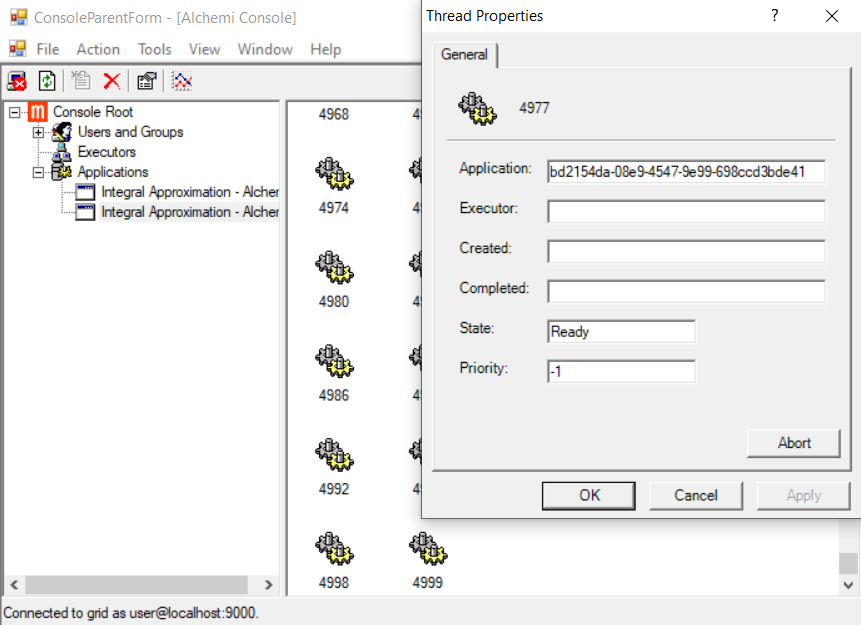 ConsoleParentForm - [Alchemi Console]
File Action Tools View Window Help
Console Root
Users and Groups
Executors
Applications
Integral Approximation - Alcher
Integral Approximation - Alcher
4968
4974
4980
4986
4992
4998
4999
Thread Properties
?
General
4977
Application: bd2154da-08e9-4547-9e99-698ccd3bde41
Executor:
Created:
Completed:
State: Ready
Priority: -1
Abort
OK Cancel Apply
Connected to grid as user@localhost:9000.